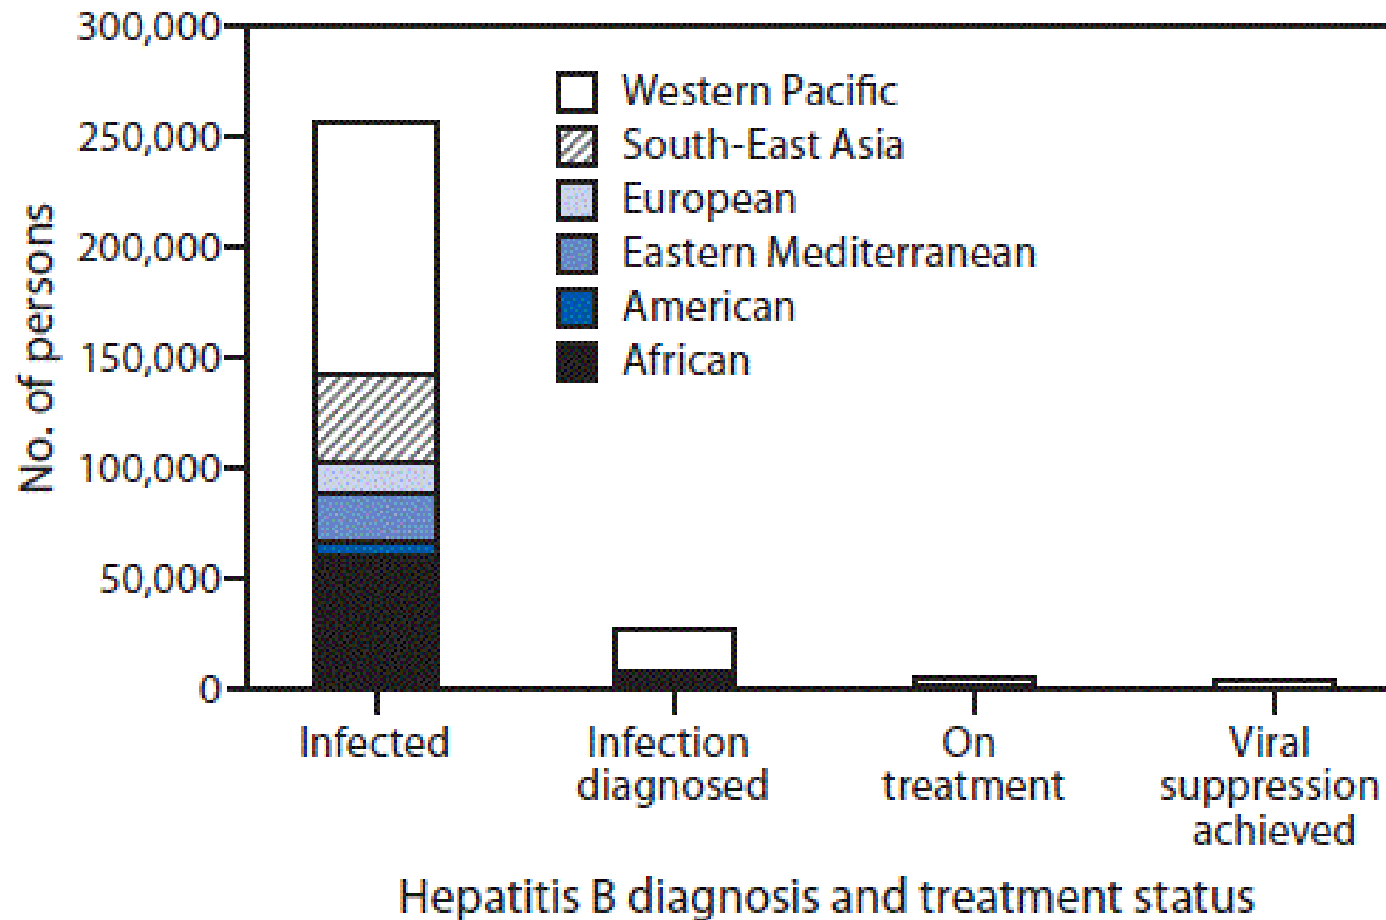 300,000
250,000
200,000
150,000
100,000
50,000
0
No. of persons
Western Pacific
South-East Asia
European
Eastern Mediterranean
American
African
Infected
Infection
diagnosed
On
treatment
Viral
suppression
achieved
Hepatitis B diagnosis and treatment status